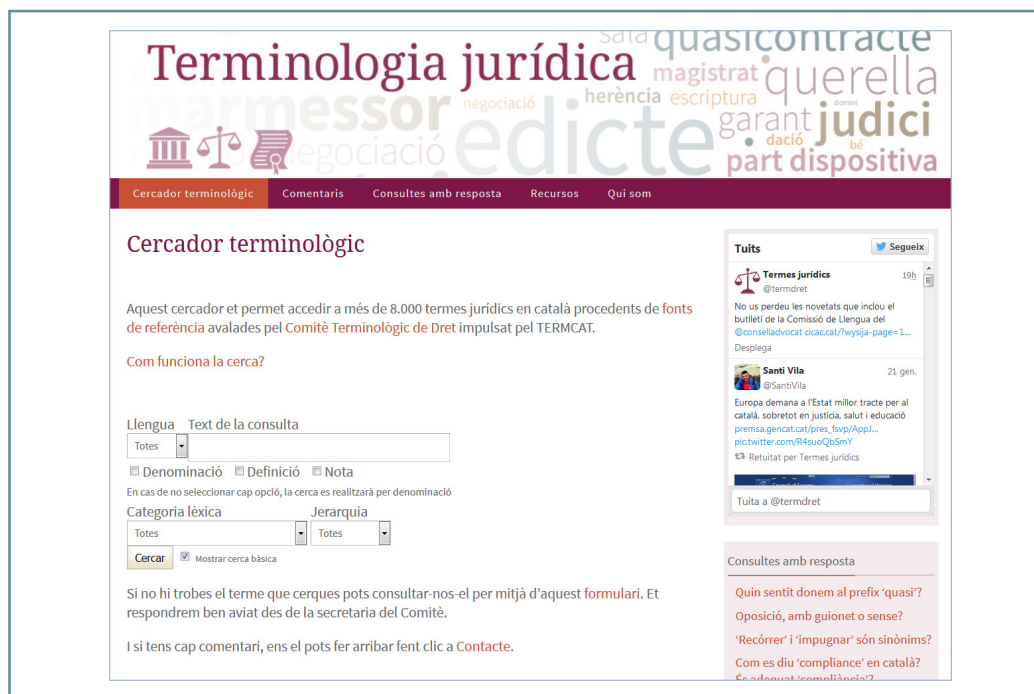 Terminologia jurídica
sala quasicontracte
magistrat querella
negociació herència escriptura domini
marmessor edicte garant judici
dació bé
negociació part dispositiva
Cercador terminològic Comentaris Consultes amb resposta Recursos Qui som
Cercador terminològic
Aquest cercador et permet accedir a més de 8.000 termes jurídics en català procedents de fonts
de referència avalades pel Comitè Terminològic de Dret impulsat pel TERMCAT.
Com funciona la cerca?
Llengua Text de la consulta
Totes
Denominació Definició Nota
En cas de no seleccionar cap opció, la cerca es realitzarà per denominació
Categoria lèxica Jerarquia
Totes Totes
Cercar Mostrar cerca bàsica
Si no hi trobes el terme que cerques pots consultar-nos-el per mitjà d'aquest formulari. Et
respondrem ben aviat des de la secretaria del Comitè.
I si tens cap comentari, ens el pots fer arribar fent clic a Contacte.
Tuits Segueix
Termes jurídics 19h
@termdret
No us perdeu les novetats que inclou el
butlletí de la Comissió de Llengua del
@conselladvocat cicac.cat/?wysija-page=1...
Desplega
Santi Vila 21 gen.
@SantiVila
Europa demana a l'Estat millor tracte per al
català, sobretot en justícia, salut i educació
premsa.gencat.cat/pres_fsvp/AppJ...
pic.twitter.com/R4suoQbSmY
Retuitat per Termes jurídics
Tuita a @termdret
Consultes amb resposta
Quin sentit donem al prefix 'quasi'?
Oposició, amb guionet o sense?
'Recórrer' i 'impugnar' són sinònims?
Com es diu 'compliance' en català?
És adequat 'compliància'?